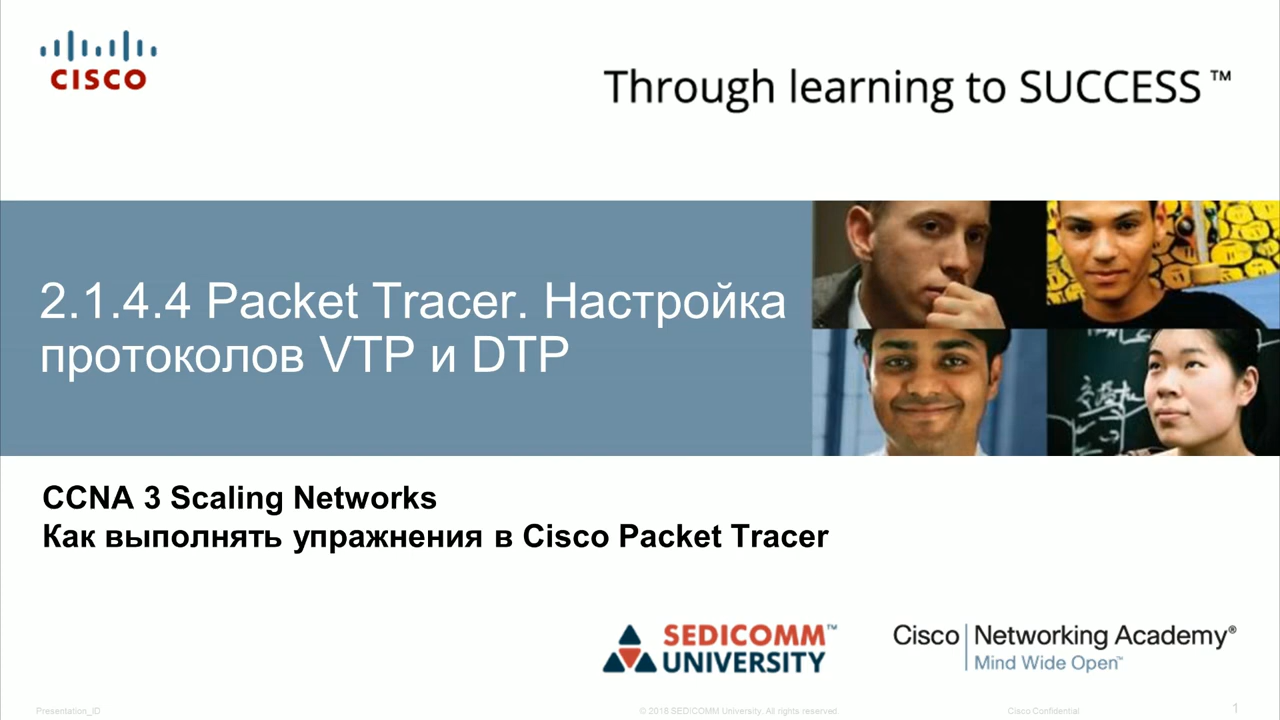 CISCO
Through learning to SUCCESS™
2.1.4.4 Packet Tracer. Настройка
протоколов VTP и DTP
CCNA 3 Scaling Networks
Как выполнять упражнения в Cisco Packet Tracer
SEDICOMM™
UNIVERSITY
Cisco Networking Academy®
Mind Wide Open™
Presentation_ID
© 2018 SEDICOMM University. All rights reserved.
Cisco Confidential
1